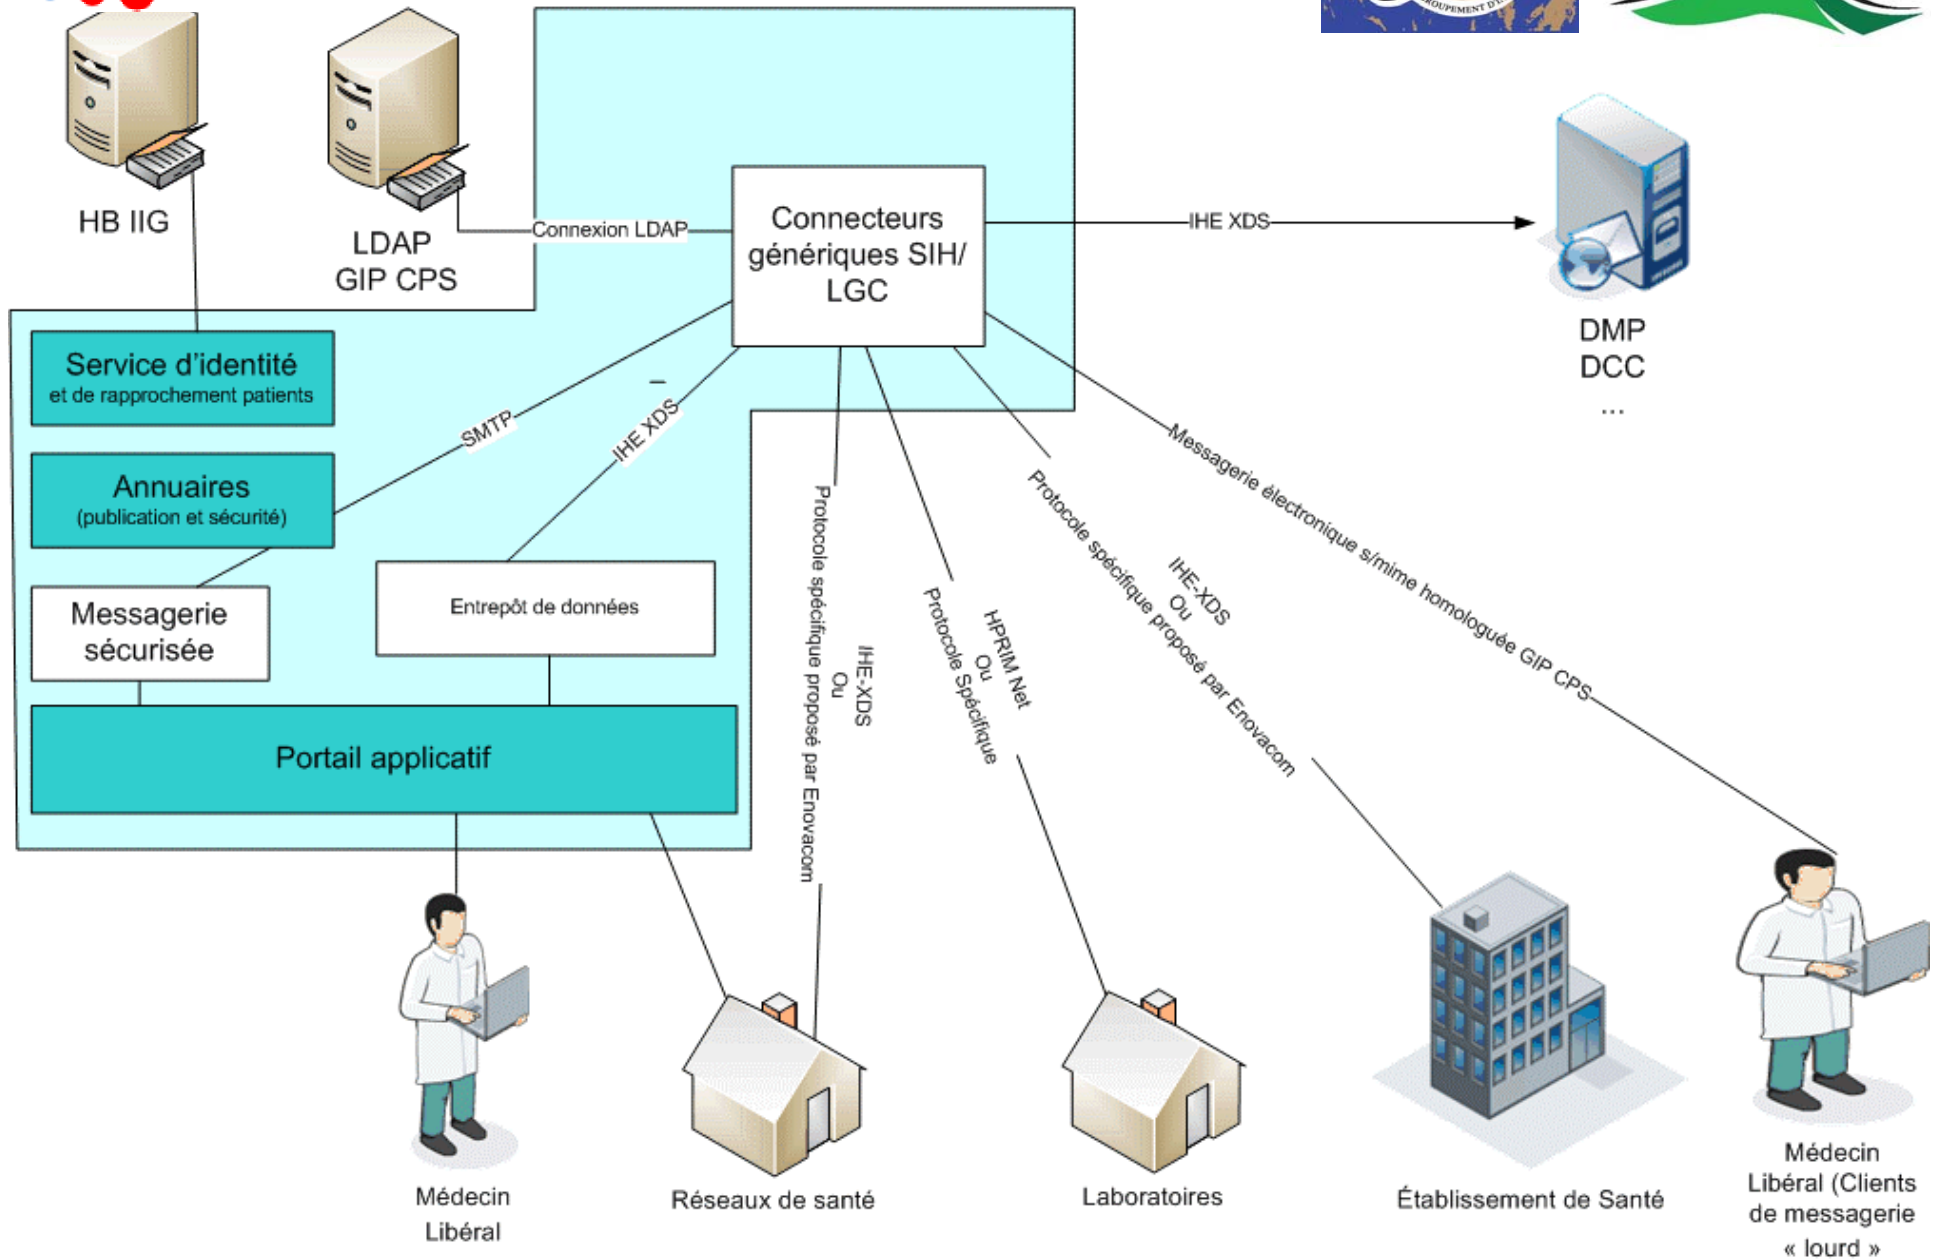 GROUPEMENT D'
HB IIG
LDAP
GIP CPS
Connexion LDAP
Connecteurs
génériques SIH/
LGC
IHE XDS
DMP
DCC
...
Service d'identité
et de rapprochement patients
Annuaires
(publication et sécurité)
Messagerie
sécurisée
SMTP
IHE XDS
Entrepôt de données
Portail applicatif
IHE-XDS
Ou
Protocole spécifique proposé par Enovacom
HPRIM Net
Ou
Protocole Spécifique
IHE-XDS
Ou
Protocole spécifique proposé par Enovacom
Messagerie électronique s/mime homologuée GIP CPS
Médecin
Libéral
Réseaux de santé
Laboratoires
Établissement de Santé
Médecin
Libéral (Clients
de messagerie
« lourd »